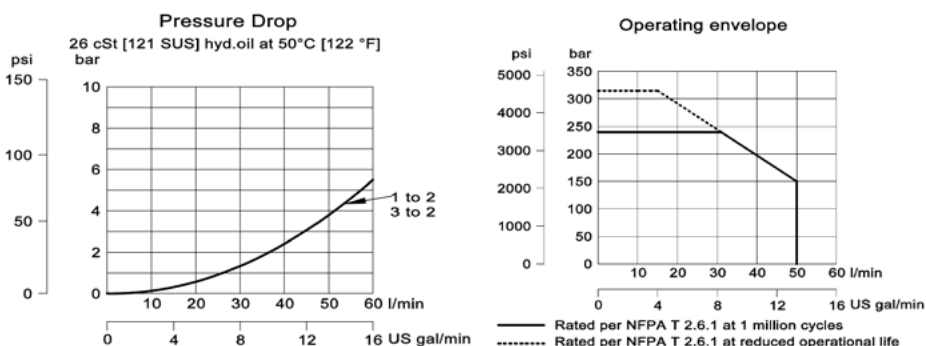 Pressure Drop
26 cSt [121 SUS] hyd.oil at 50°C [122 °F]
psi bar
150
100
50
0
10
8
6
4
2
0
1 to 2
3 to 2
10 20 30 40 50 60 l/min
0 4 8 12 16 US gal/min
Operating envelope
psi bar
5000
4000
3000
2000
1000
0
350
300
250
200
150
100
50
0
10 20 30 40 50 60 l/min
0 4 8 12 16 US gal/min
Rated per NFPA T 2.6.1 at 1 million cycles
Rated per NFPA T 2.6.1 at reduced operational life